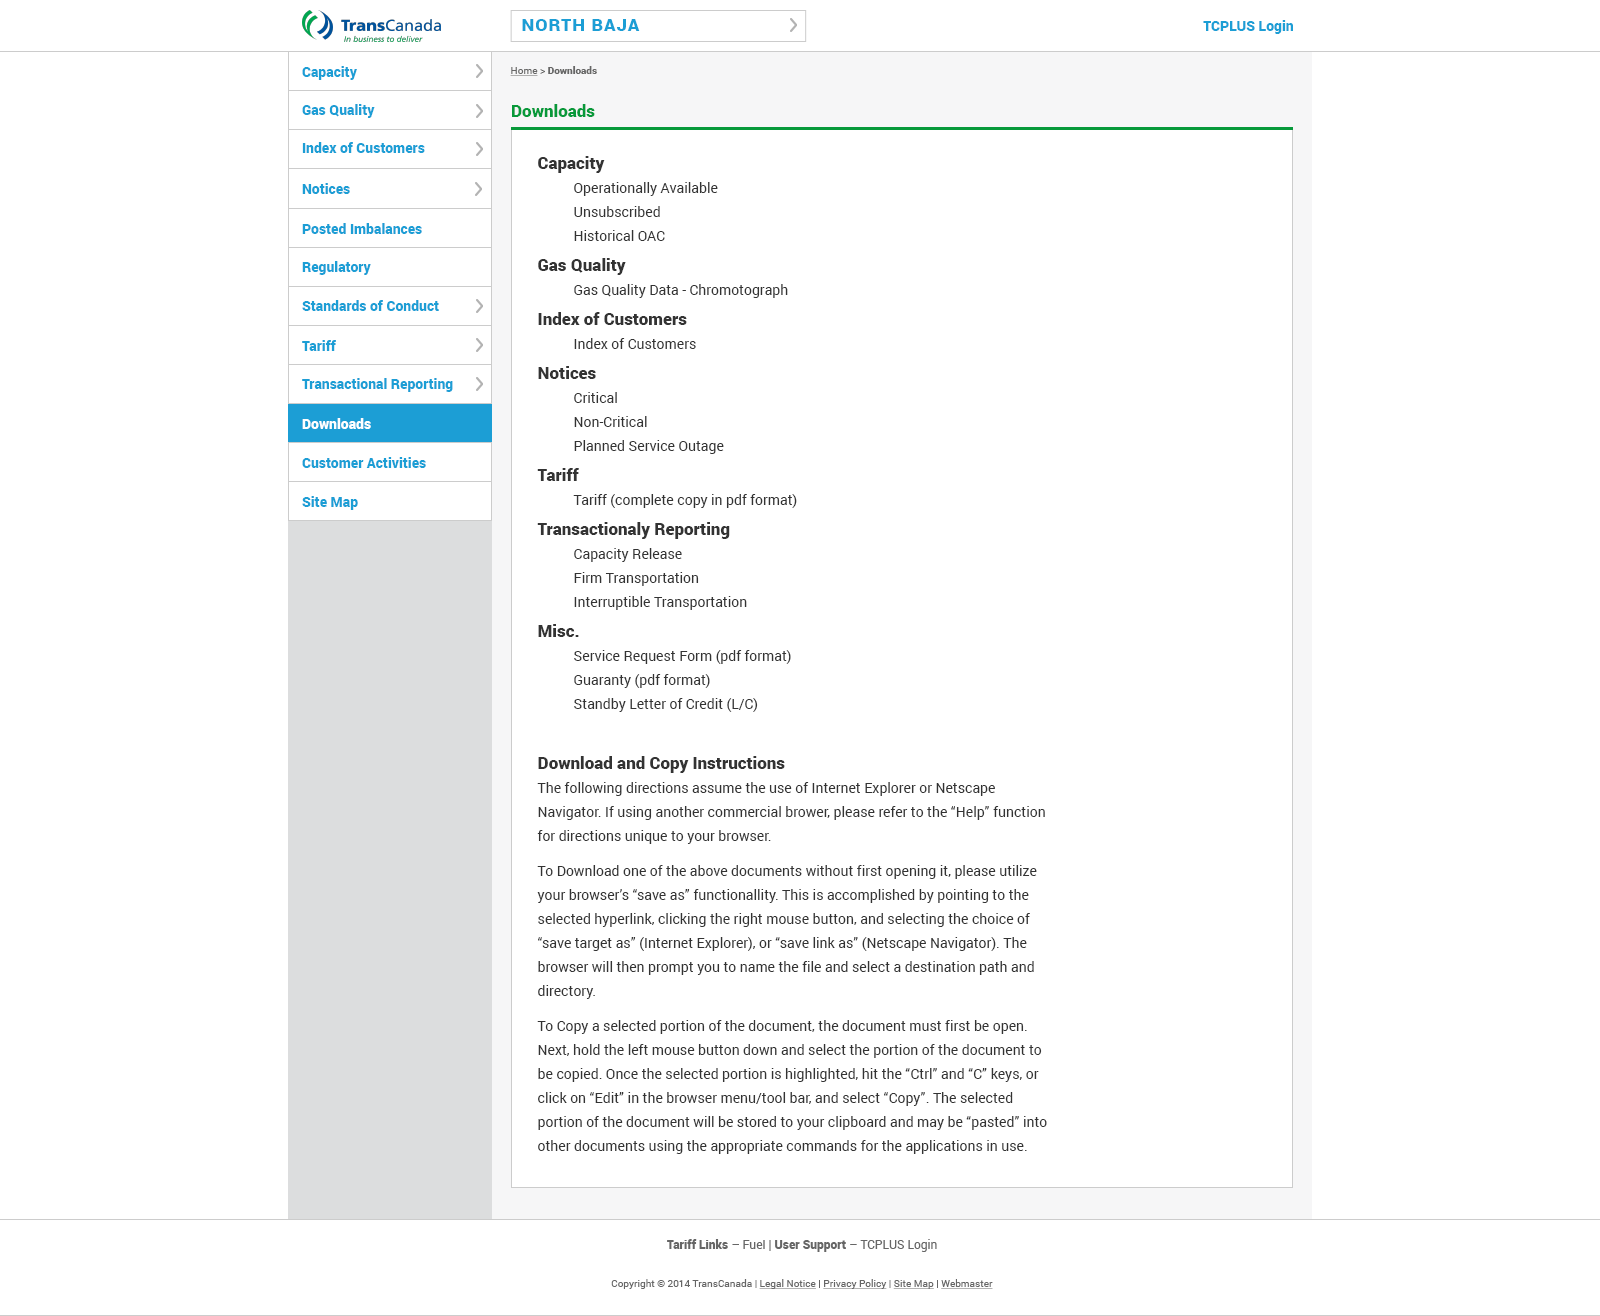 TransCanada
In business to deliver
NORTH BAJA
TCPLUS Login
Capacity
Gas Quality
Index of Customers
Notices
Posted Imbalances
Regulatory
Standards of Conduct
Tariff
Transactional Reporting
Downloads
Customer Activities
Site Map
Home > Downloads
Downloads
Capacity
Operationally Available
Unsubscribed
Historical OAC
Gas Quality
Gas Quality Data - Chromotograph
Index of Customers
Index of Customers
Notices
Critical
Non-Critical
Planned Service Outage
Tariff
Tariff (complete copy in pdf format)
Transactionaly Reporting
Capacity Release
Firm Transportation
Interruptible Transportation
Misc.
Service Request Form (pdf format)
Guaranty (pdf format)
Standby Letter of Credit (L/C)
Download and Copy Instructions
The following directions assume the use of Internet Explorer or Netscape
Navigator. If using another commercial brower, please refer to the “Help” function
for directions unique to your browser.
To Download one of the above documents without first opening it, please utilize
your browser’s “save as” functionallity. This is accomplished by pointing to the
selected hyperlink, clicking the right mouse button, and selecting the choice of
“save target as” (Internet Explorer), or “save link as” (Netscape Navigator). The
browser will then prompt you to name the file and select a destination path and
directory.
To Copy a selected portion of the document, the document must first be open.
Next, hold the left mouse button down and select the portion of the document to
be copied. Once the selected portion is highlighted, hit the “Ctrl” and “C” keys, or
click on “Edit” in the browser menu/tool bar, and select “Copy”. The selected
portion of the document will be stored to your clipboard and may be “pasted” into
other documents using the appropriate commands for the applications in use.
Tariff Links – Fuel | User Support – TCPLUS Login
Copyright © 2014 TransCanada | Legal Notice | Privacy Policy | Site Map | Webmaster